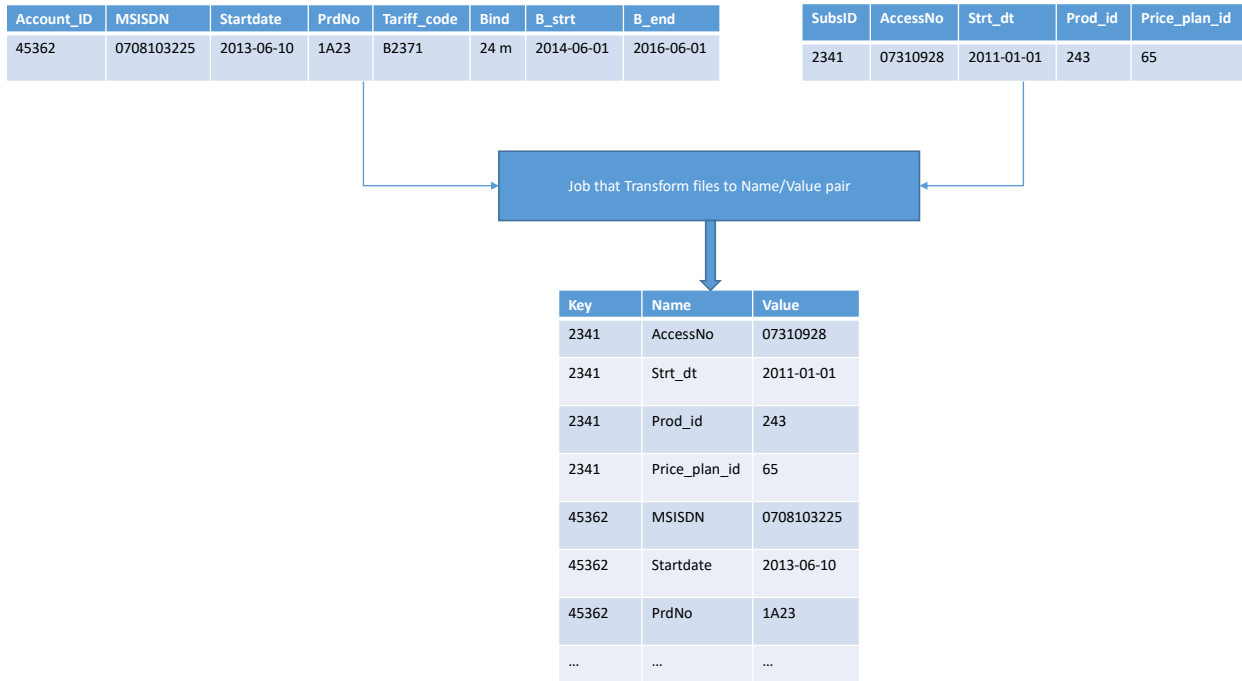 Account_ID MSISDN Startdate PrdNo Tariff_code Bind B_strt B_end
45362 0708103225 2013-06-10 1A23 B2371 24 m 2014-06-01 2016-06-01
SubsID AccessNo Strt_dt Prod_id Price_plan_id
2341 07310928 2011-01-01 243 65
Job that Transform files to Name/Value pair
Key Name Value
2341 AccessNo 07310928
2341 Strt_dt 2011-01-01
2341 Prod_id 243
2341 Price_plan_id 65
45362 MSISDN 0708103225
45362 Startdate 2013-06-10
45362 PrdNo 1A23
... ... ...